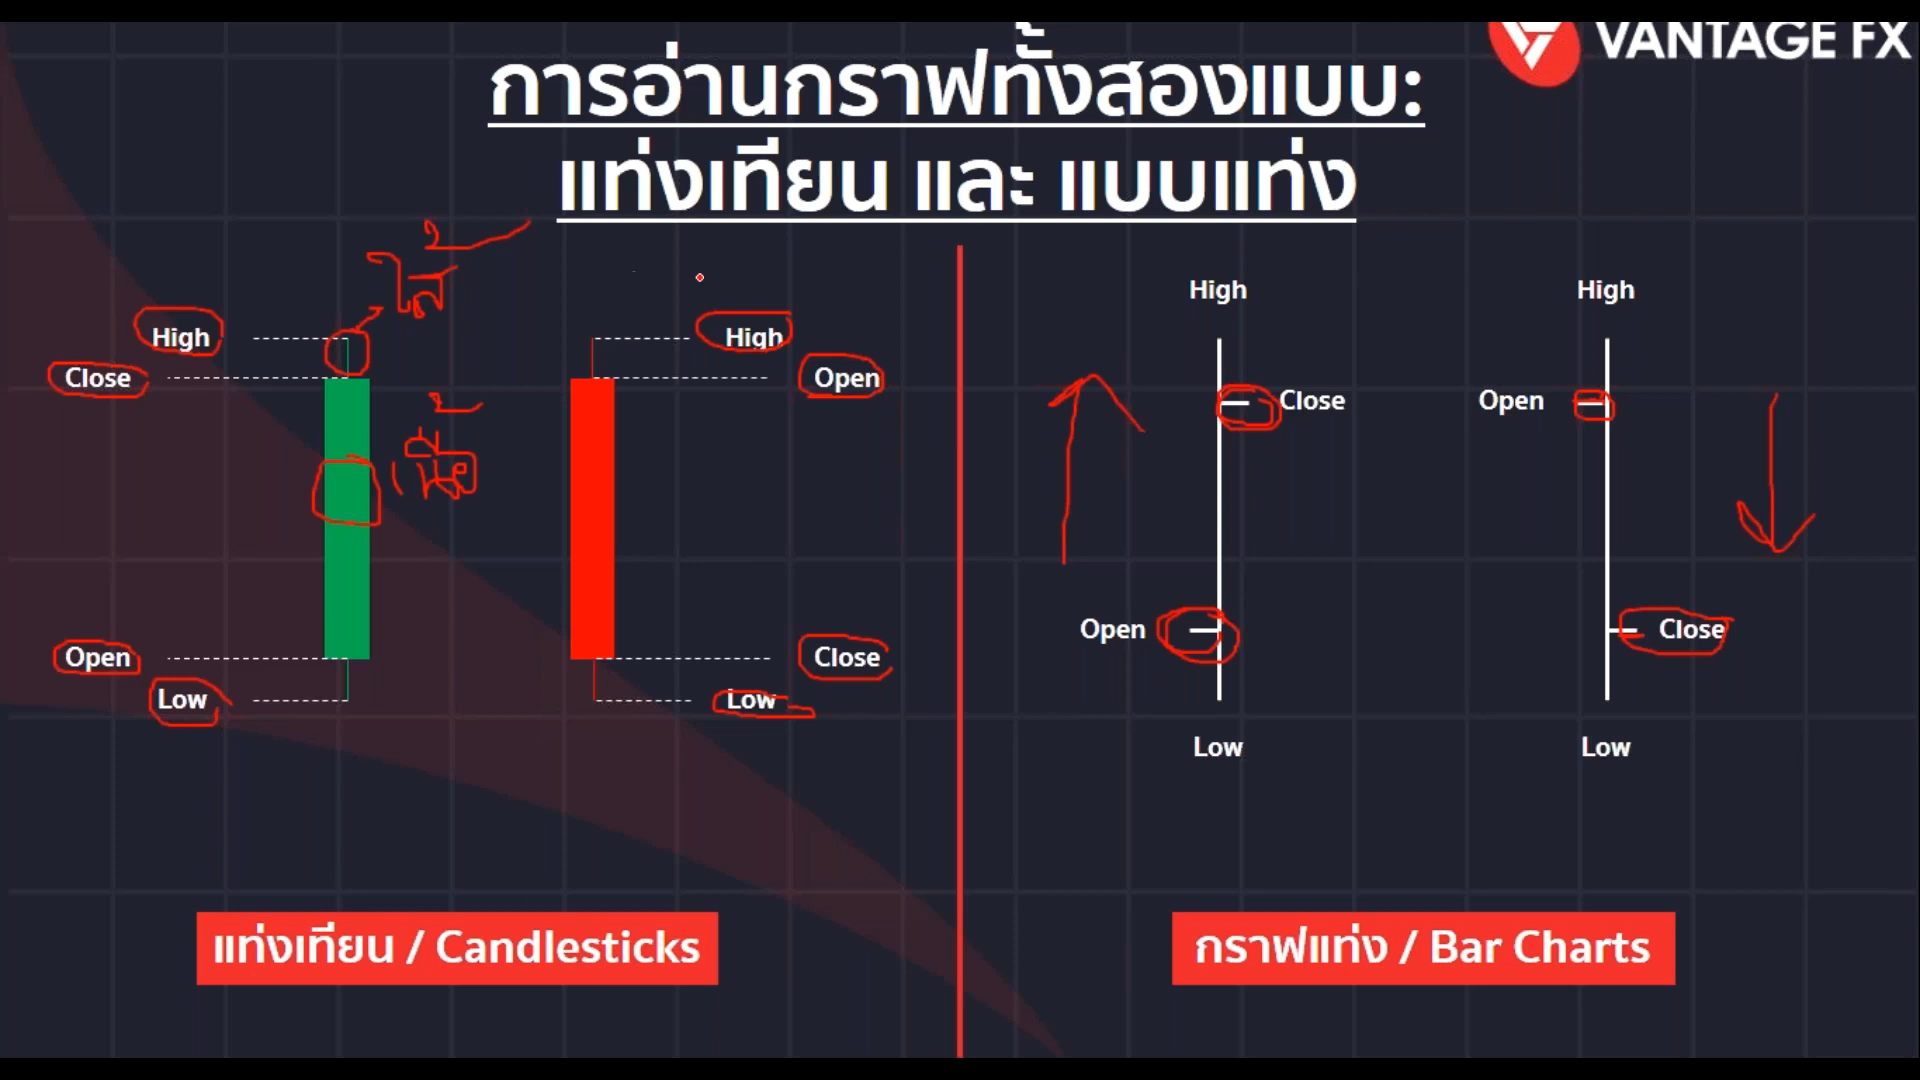 VANTAGE FX
การอ่านกราฟทั้งสองแบบ:
แท่งเทียน และ แบบแท่ง
High
Close
Open
Low
High
Open
Close
Low
ไส้
เนื้อ
High
Close
Open
Low
High
Open
Close
Low
แท่งเทียน / Candlesticks
กราฟแท่ง / Bar Charts